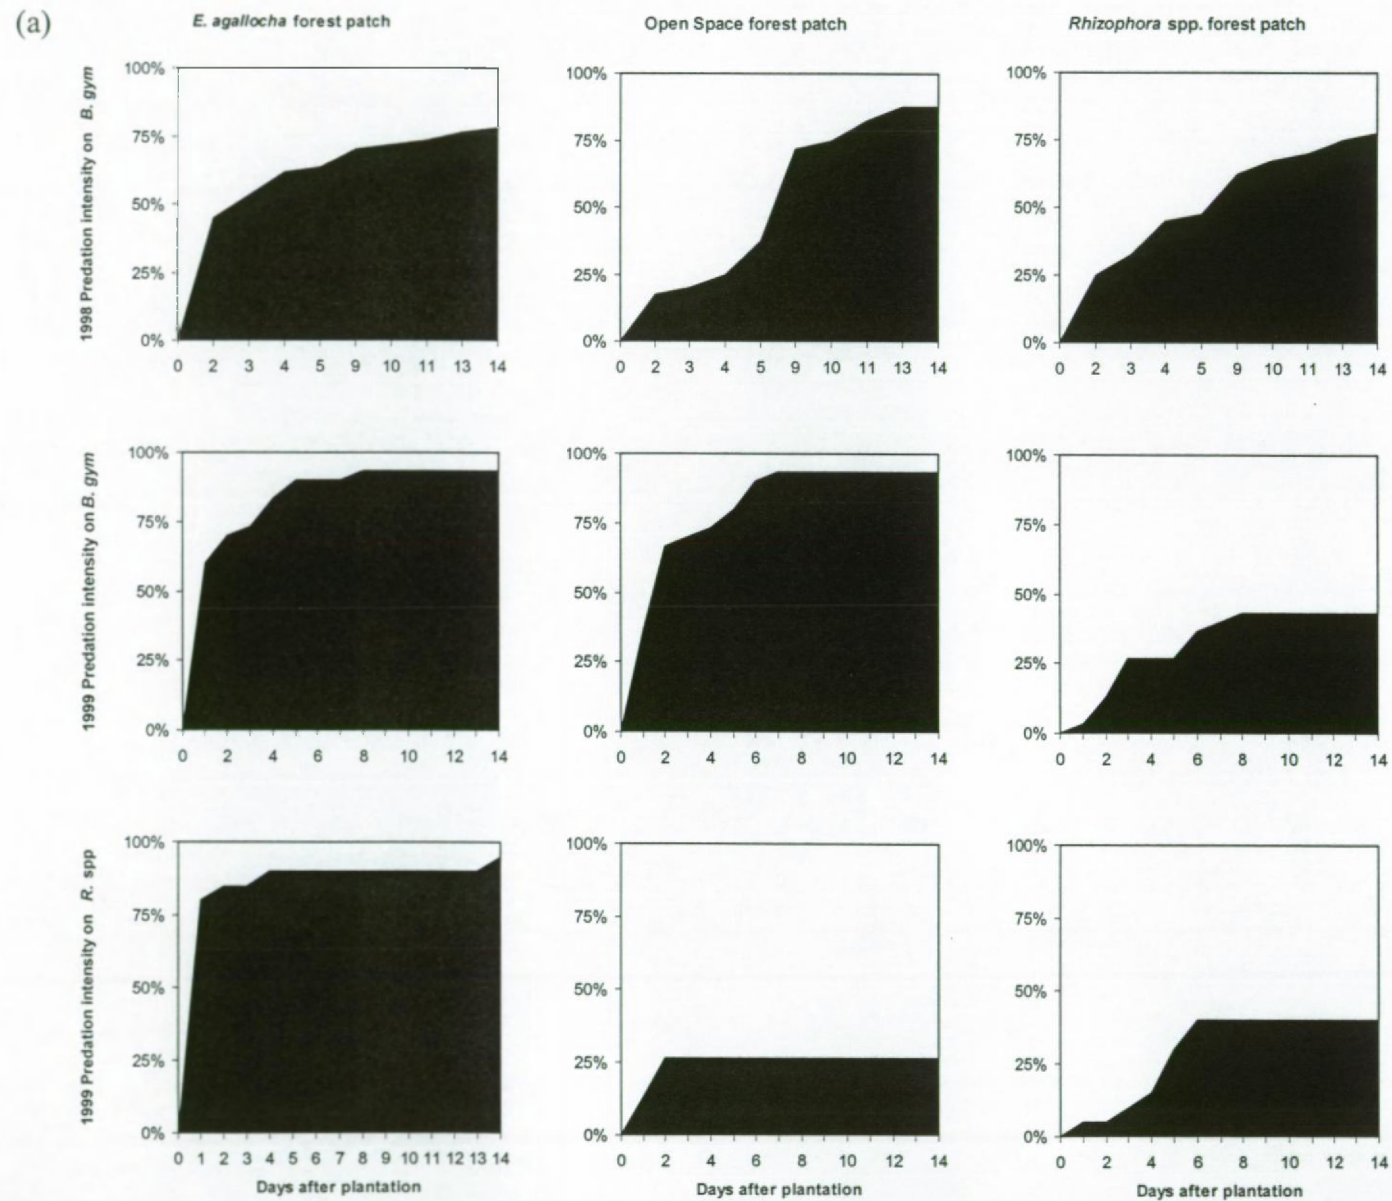 (a)
E. agallocha forest patch
Open Space forest patch
Rhizophora spp. forest patch
1998 Predation intensity on B. gym
100%
75%
50%
25%
0%
0 2 3 4 5 9 10 11 13 14
100%
75%
50%
25%
0%
0 2 3 4 5 9 10 11 13 14
100%
75%
50%
25%
0%
0 2 3 4 5 9 10 11 13 14
1999 Predation intensity on B. gym
100%
75%
50%
25%
0%
0 2 4 6 8 10 12 14
100%
75%
50%
25%
0%
0 2 4 6 8 10 12 14
100%
75%
50%
25%
0%
0 2 4 6 8 10 12 14
1999 Predation intensity on R. spp
100%
75%
50%
25%
0%
0 1 2 3 4 5 6 7 8 9 10 11 12 13 14
Days after plantation
100%
75%
50%
25%
0%
0 2 4 6 8 10 12 14
Days after plantation
100%
75%
50%
25%
0%
0 2 4 6 8 10 12 14
Days after plantation